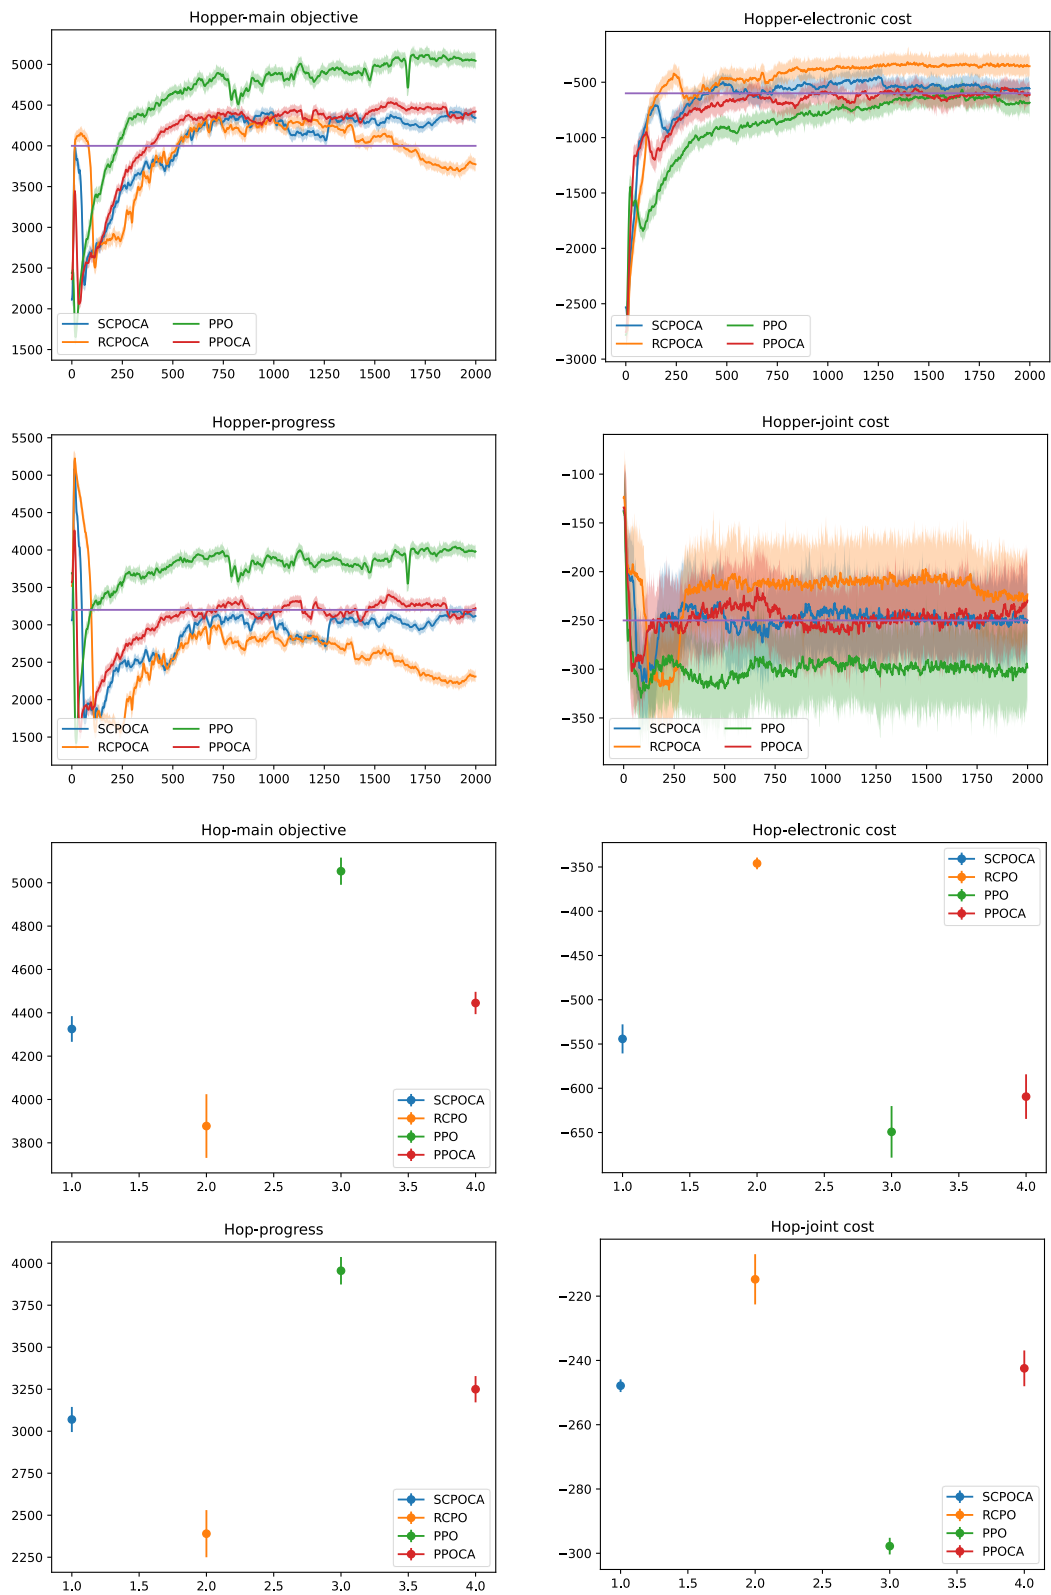 Hopper-main objective
5000
4500
4000
3500
3000
2500
2000
1500
SCPOCA PPO
RCPOCA PPOCA
0 250 500 750 1000 1250 1500 1750 2000
Hopper-electronic cost
−500
−1000
−1500
−2000
−2500
−3000
SCPOCA PPO
RCPOCA PPOCA
0 250 500 750 1000 1250 1500 1750 2000
Hopper-progress
5500
5000
4500
4000
3500
3000
2500
2000
1500
SCPOCA PPO
RCPOCA PPOCA
0 250 500 750 1000 1250 1500 1750 2000
Hopper-joint cost
−100
−150
−200
−250
−300
−350
SCPOCA PPO
RCPOCA PPOCA
0 250 500 750 1000 1250 1500 1750 2000
Hop-main objective
5000
4800
4600
4400
4200
4000
3800
SCPOCA
RCPO
PPO
PPOCA
1.0 1.5 2.0 2.5 3.0 3.5 4.0
Hop-electronic cost
−350
−400
−450
−500
−550
−600
−650
SCPOCA
RCPO
PPO
PPOCA
1.0 1.5 2.0 2.5 3.0 3.5 4.0
Hop-progress
4000
3750
3500
3250
3000
2750
2500
2250
SCPOCA
RCPO
PPO
PPOCA
1.0 1.5 2.0 2.5 3.0 3.5 4.0
Hop-joint cost
−220
−240
−260
−280
−300
SCPOCA
RCPO
PPO
PPOCA
1.0 1.5 2.0 2.5 3.0 3.5 4.0